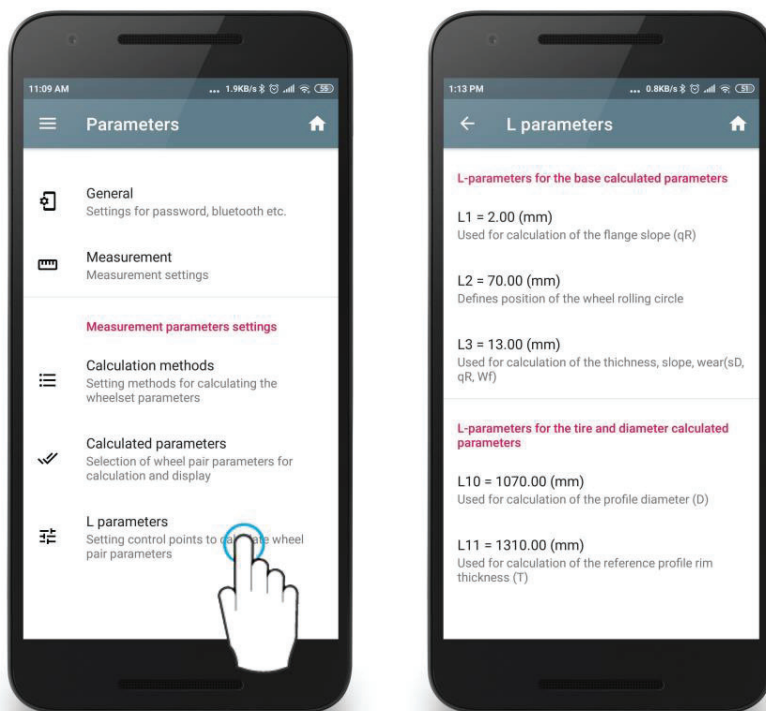 11:09 AM
... 1.9KB/s 55
Parameters
General
Settings for password, bluetooth etc.
Measurement
Measurement settings
Measurement parameters settings
Calculation methods
Setting methods for calculating the
wheelset parameters
Calculated parameters
Selection of wheel pair parameters for
calculation and display
L parameters
Setting control points to wheel
pair parameters
1:13 PM
... 0.8KB/s 51
L parameters
L-parameters for the base calculated parameters
L1 = 2.00 (mm)
Used for calculation of the flange slope (qR)
L2 = 70.00 (mm)
Defines position of the wheel rolling circle
L3 = 13.00 (mm)
Used for calculation of the thichness, slope, wear(sD,
qR, Wf)
L-parameters for the tire and diameter calculated
parameters
L10 = 1070.00 (mm)
Used for calculation of the profile diameter (D)
L11 = 1310.00 (mm)
Used for calculation of the reference profile rim
thickness (T)